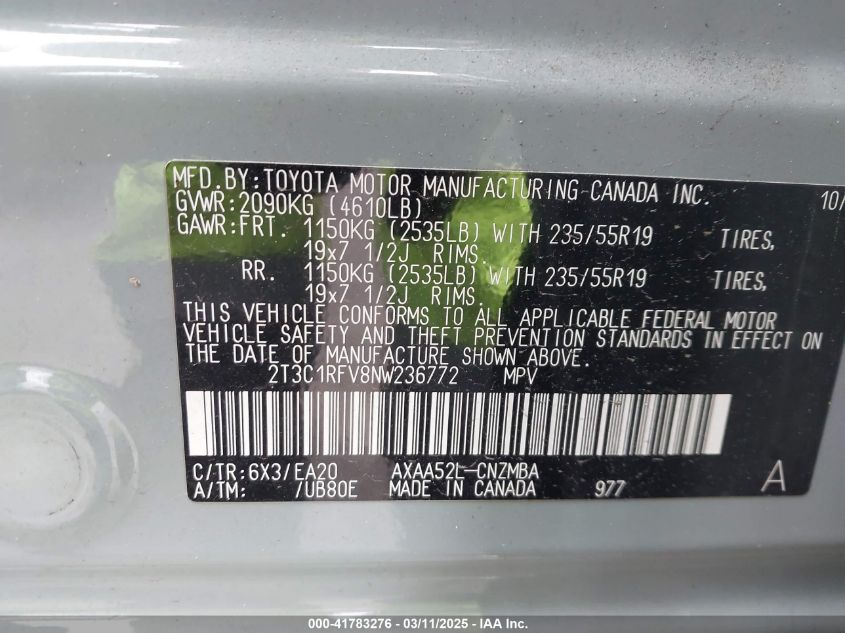 MFD.BY:TOYOTA MOTOR MANUFACTURING CANADA INC. 10/
GVWR:2090KG (4610LB)
GAWR:FRT. 1150KG (2535LB) WITH 235/55R19 TIRES,
19x7 1/2J RIMS.
RR. 1150KG (2535LB) WITH 235/55R19 TIRES,
19x7 1/2J RIMS.
THIS VEHICLE CONFORMS TO ALL APPLICABLE FEDERAL MOTOR
VEHICLE SAFETY AND THEFT PREVENTION STANDARDS IN EFFECT ON
THE DATE OF MANUFACTURE SHOWN ABOVE.
2T3C1RFV8NW236772 MPV
C/TR:6X3/EA20 AXAA52L-CNZMBA
A/TM: /UB80E MADE IN CANADA 977 A
000-41783276 - 03/11/2025 - IAA Inc.